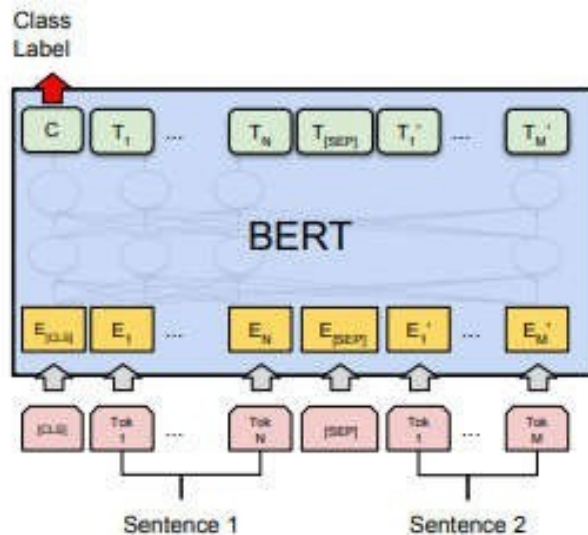 Class
Label
C T1 ... TN T[SEP] T1' ... TM'
BERT
E[CLS] E1 ... EN E[SEP] E1' ... EM'
[CLS] Tok 1 ... Tok N [SEP] Tok 1 ... Tok M
Sentence 1 Sentence 2